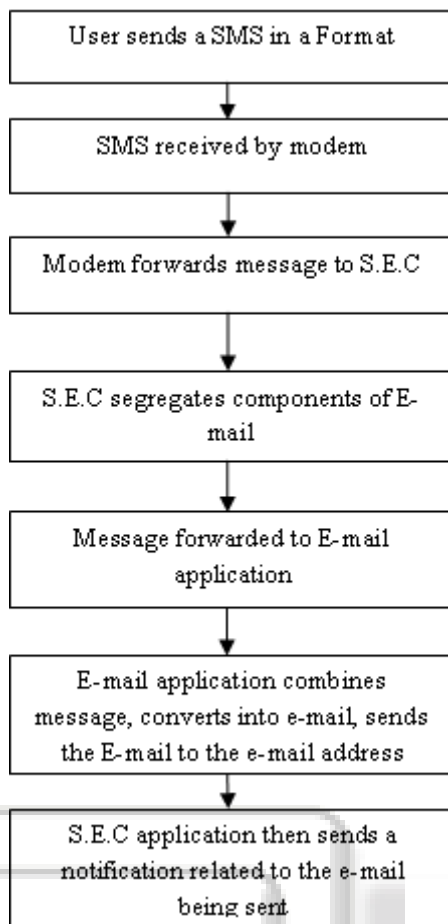 User sends a SMS in a Format
SMS received by modem
Modem forwards message to S.E.C
S.E.C segregates components of E-
mail
Message forwarded to E-mail
application
E-mail application combines
message, converts into e-mail, sends
the E-mail to the e-mail address
S.E.C application then sends a
notification related to the e-mail
being sent